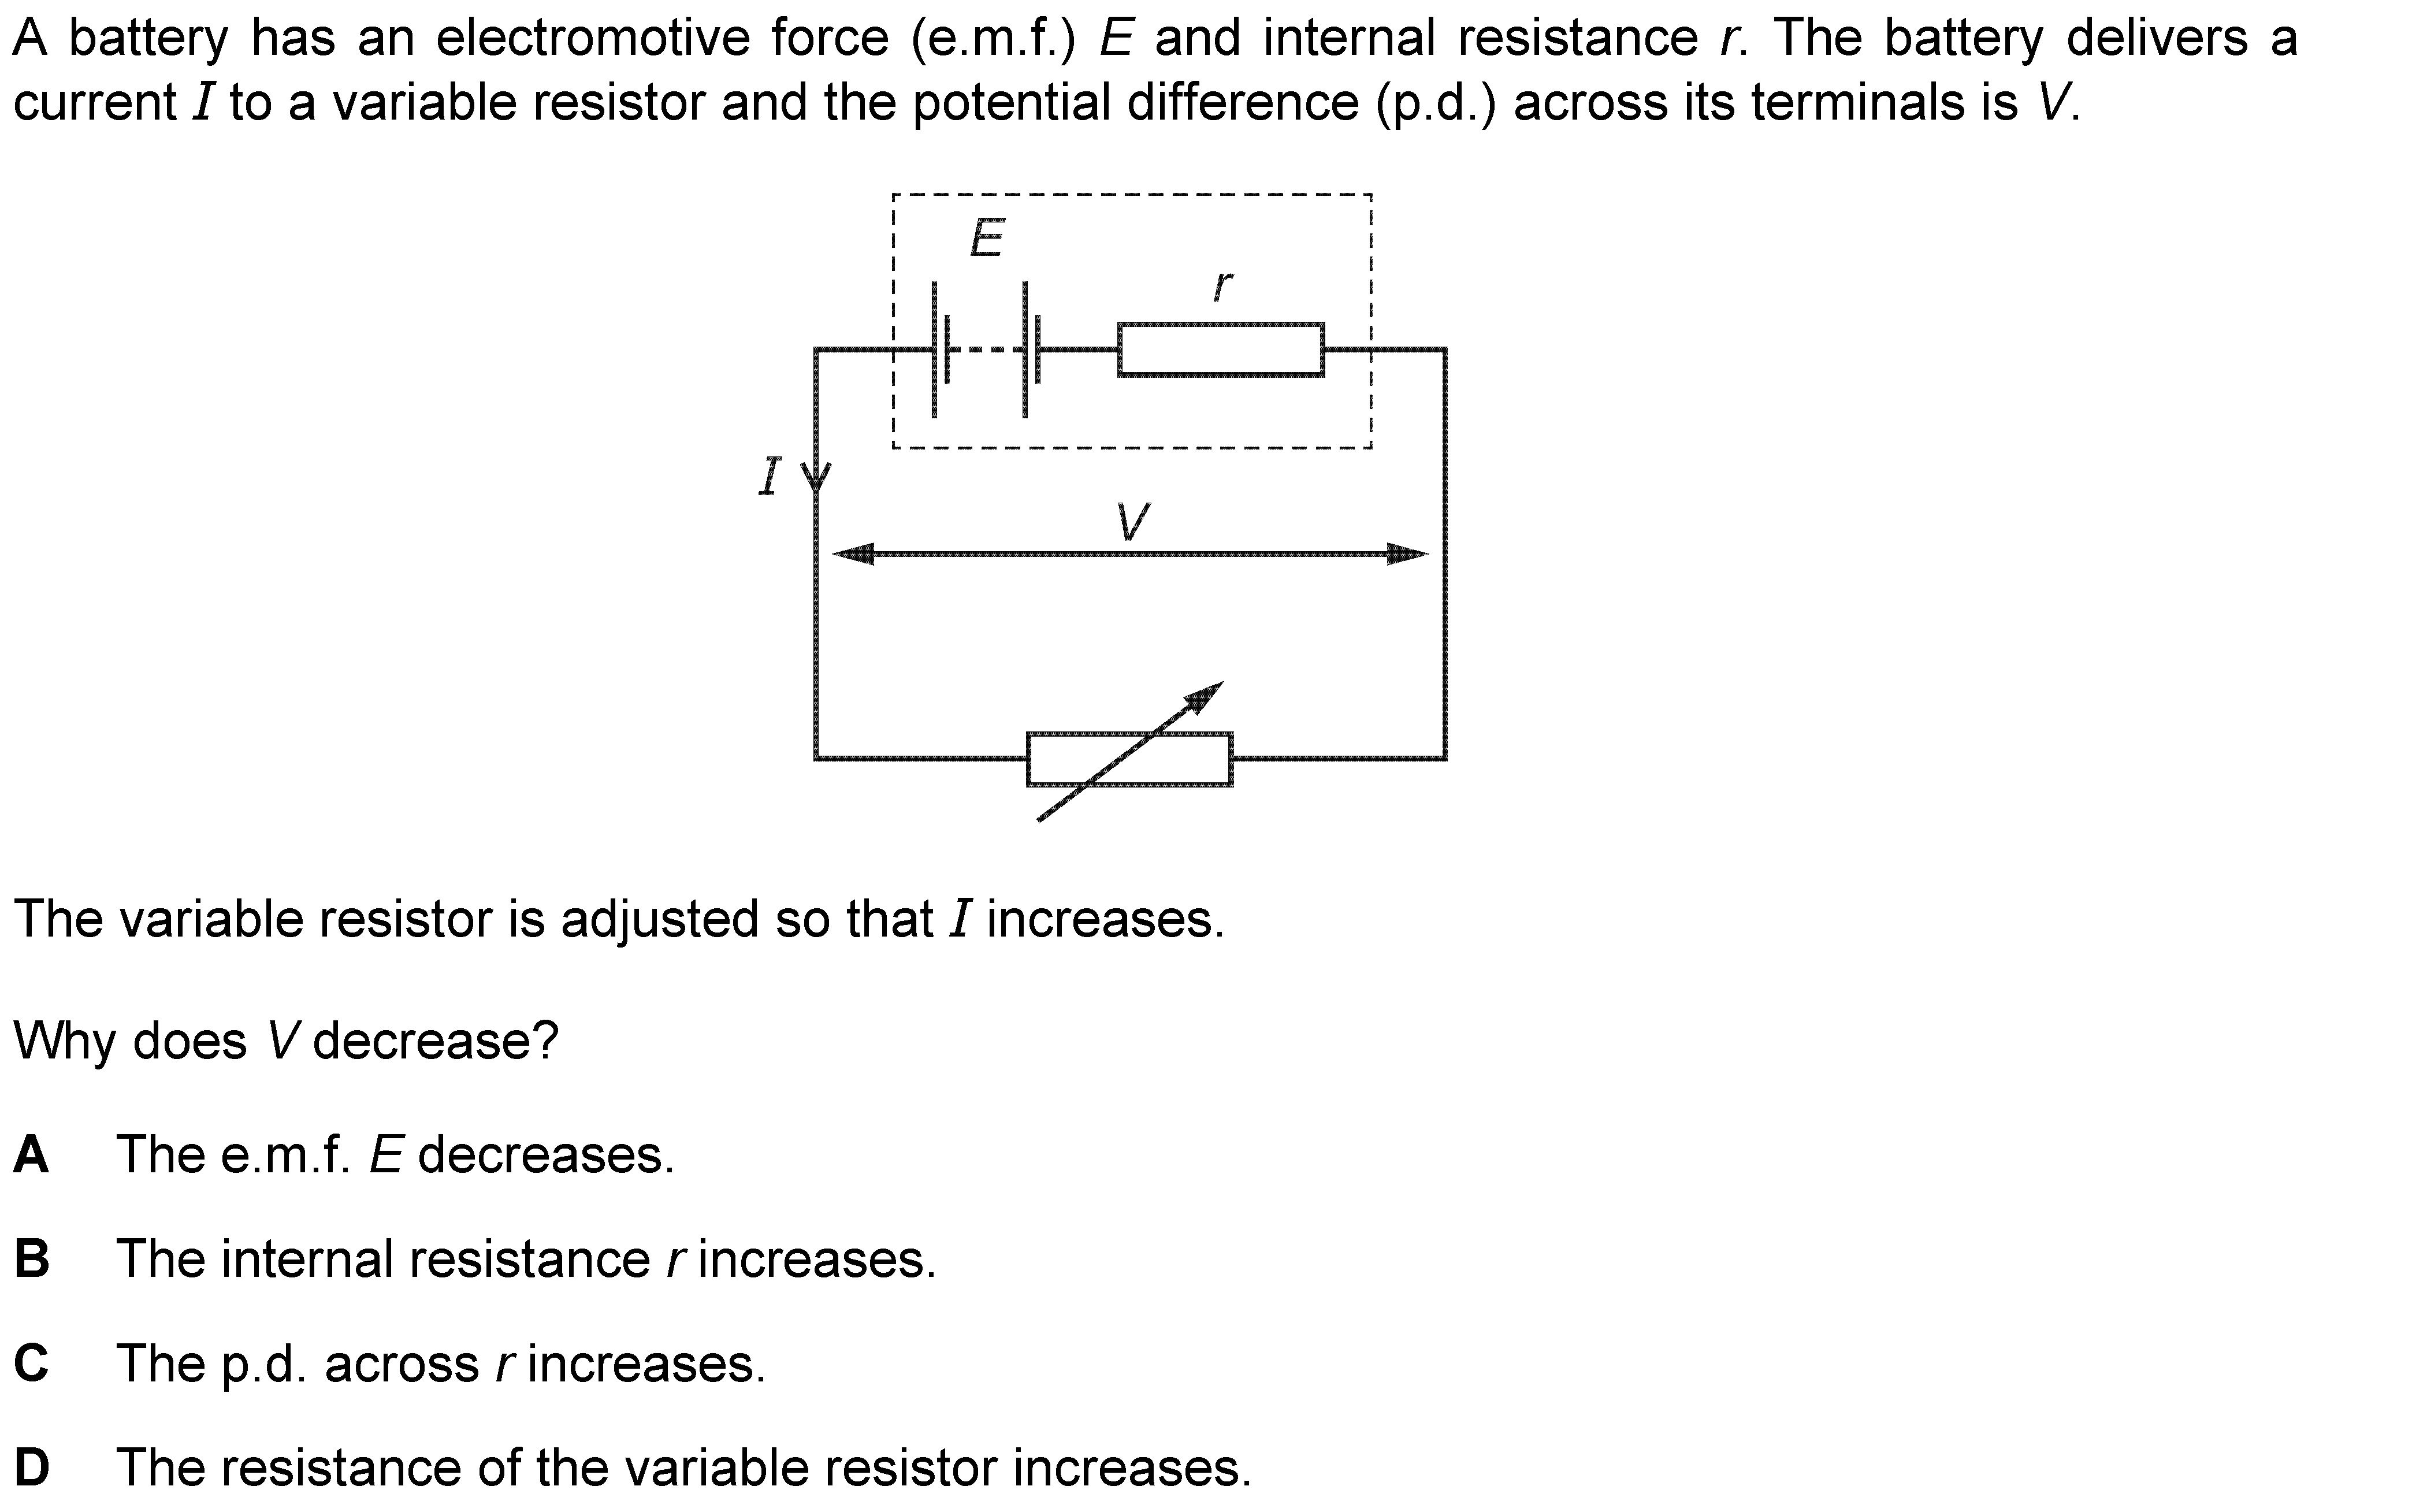 A battery has an electromotive force (e.m.f.) E and internal resistance r. The battery delivers a
current I to a variable resistor and the potential difference (p.d.) across its terminals is V.
E
r
I
V
The variable resistor is adjusted so that I increases.
Why does V decrease?
A The e.m.f. E decreases.
B The internal resistance r increases.
C The p.d. across r increases.
D The resistance of the variable resistor increases.